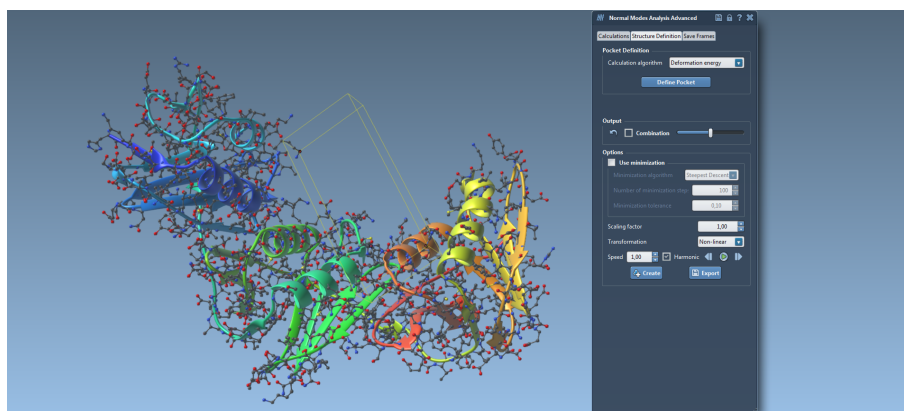 Normal Modes Analysis Advanced
Calculations Structure Definition Save Frames
Pocket Definition
Calculation algorithm Deformation energy
Define Pocket
Output
Combination
Options
Use minimization
Minimization algorithm Steepest Descent
Number of minimization step 100
Minimization tolerance 0,10
Scaling factor 1,00
Transformation Non-linear
Speed 1,00 Harmonic
Create Export